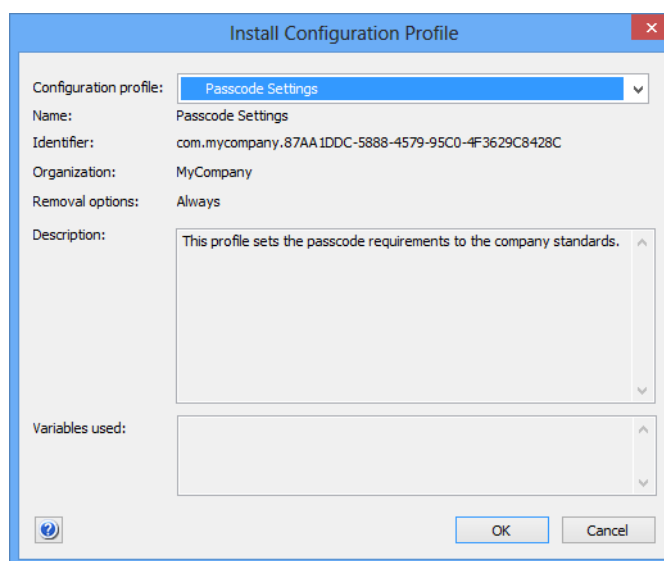 Install Configuration Profile
Configuration profile: Passcode Settings
Name: Passcode Settings
Identifier: com.mycompany.87AA1DDC-5888-4579-95C0-4F3629C8428C
Organization: MyCompany
Removal options: Always
Description: This profile sets the passcode requirements to the company standards.
Variables used:
OK Cancel